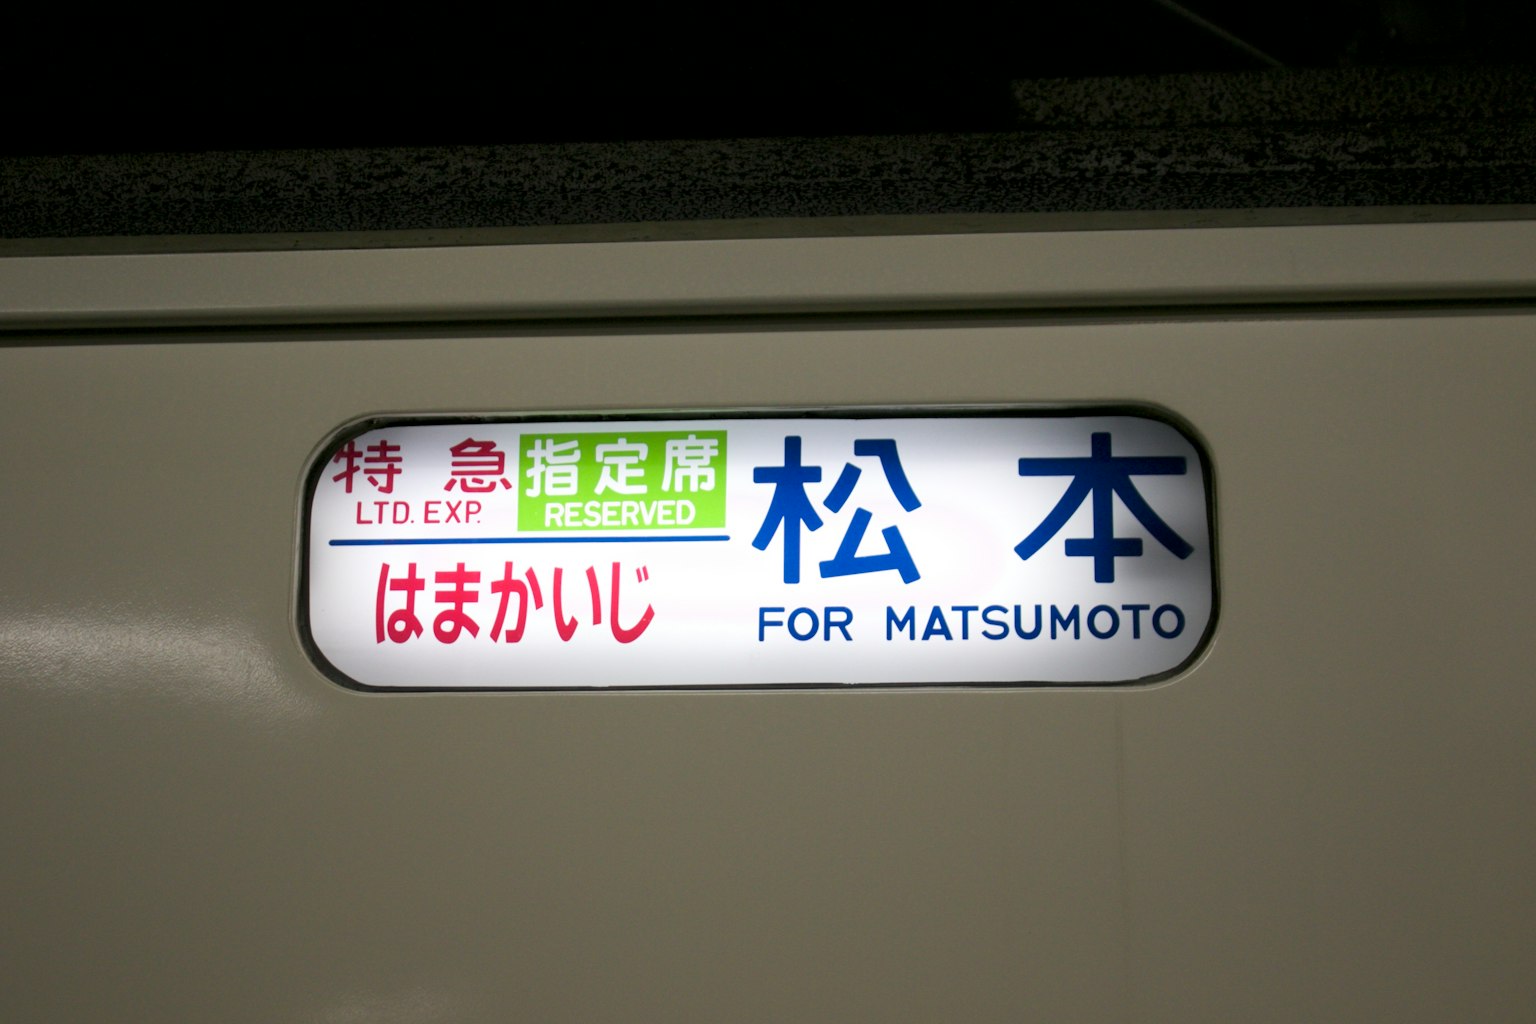 特急 指定席
LTD. EXP. RESERVED
はまかいじ
松本
FOR MATSUMOTO